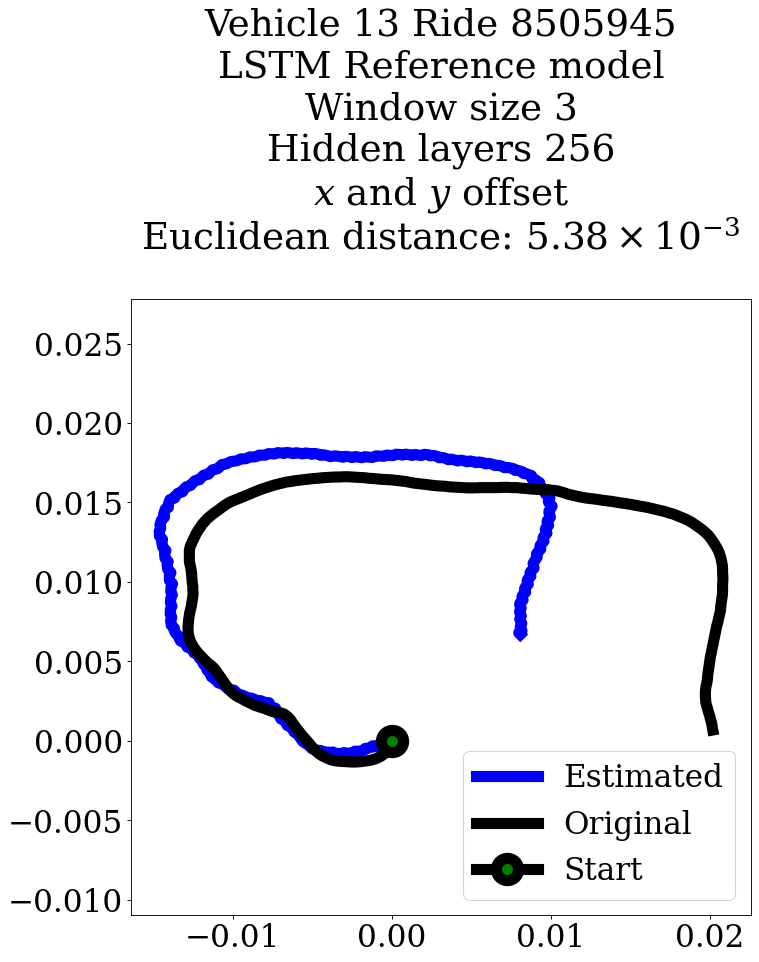 Vehicle 13 Ride 8505945
LSTM Reference model
Window size 3
Hidden layers 256
x and y offset
Euclidean distance: 5.38 × 10⁻³
0.025
0.020
0.015
0.010
0.005
0.000
−0.005
−0.010
Estimated
Original
Start
−0.01 0.00 0.01 0.02